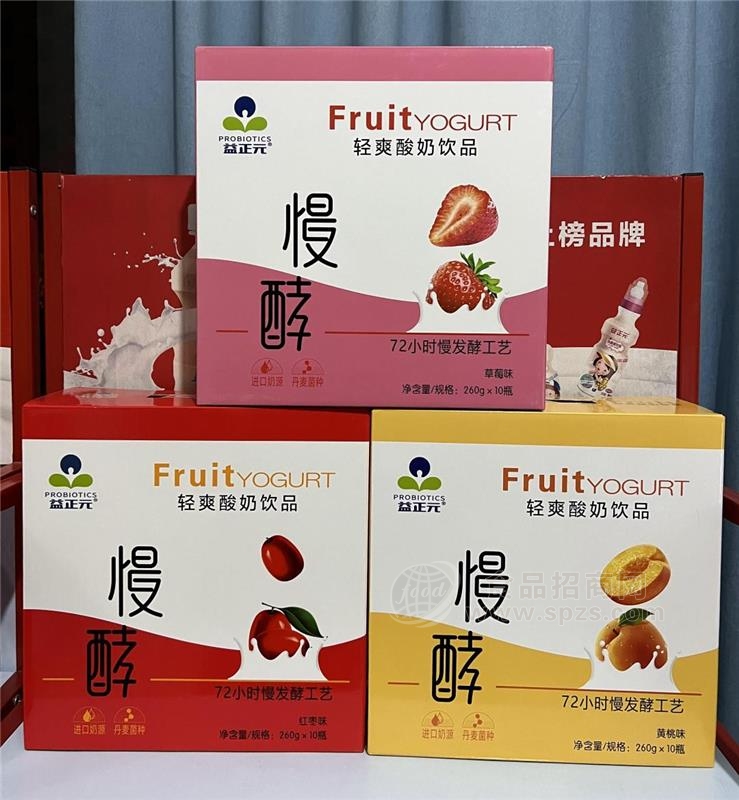 PROBIOTICS
益正元®
FruitYOGURT
轻爽酸奶饮品
慢
酵
72小时慢发酵工艺
进口奶源
丹麦菌种
草莓味
净含量/规格：260g x 10瓶
榜品牌
益正元
PROBIOTICS
益正元®
FruitYOGURT
轻爽酸奶饮品
慢
酵
72小时慢发酵工艺
进口奶源
丹麦菌种
红枣味
净含量/规格：260g x 10瓶
PROBIOTICS
益正元®
FruitYOGURT
轻爽酸奶饮品
慢
酵
72小时慢发酵工艺
进口奶源
丹麦菌种
黄桃味
净含量/规格：260g x 10瓶
food
品招商网
www.spzs.com